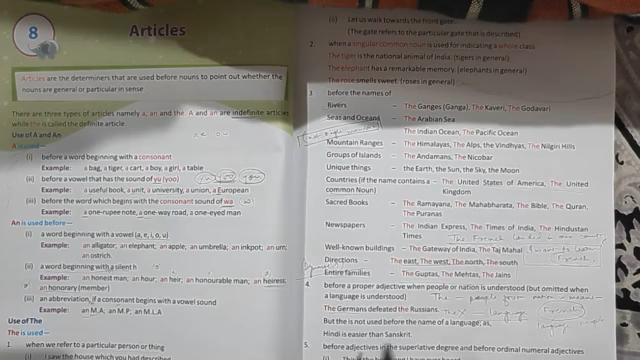 8
Articles
Articles are the determiners that are used before nouns to point out whether the
nouns are general or particular in sense
There are three types of articles namely a, an and the. A and an are indefinite articles
while the is called the definite article.
Use of A and An
A is used—
(i) before a word beginning with a consonant
Example: a bag, a tiger, a cart, a boy, a girl, a table
(ii) before a vowel that has the sound of yu (yoo)
Example: a useful book, a unit, a university, a union, a European
(iii) before the word which begins with the consonant sound of wa
Example: a one-rupee note, a one-way road, a one-eyed man
An is used before—
(i) a word beginning with a vowel (a, e, i, o, u)
Example: an alligator, an elephant, an apple, an umbrella, an inkpot, an urn;
an ostrich.
(ii) a word beginning with a silent h
Example: an honest man, an hour, an heir, an honourable man, an heiress,
an honorary (member)
(iii) an abbreviation, if a consonant begins with a vowel sound
Example: an M.A, an M.P, an M.L.A
Use of The
The is used—
1 when we refer to a particular person or thing
(i) I saw the house which you had described
(ii) Let us walk towards the front gate.
(The gate refers to the particular gate that is described)
2. when a singular common noun is used for indicating a whole class
The tiger is the national animal of India. (tigers in general)
The elephant has a remarkable memory. (elephants in general)
The rose smells sweet. (roses in general)
3 before the names of
Rivers – The Ganges (Ganga), The Kaveri, The Godavari
Seas and Oceans – The Arabian Sea
The Indian Ocean, The Pacific Ocean
Mountain Ranges – The Himalayas, The Alps, the Vindhyas, The Nilgiri Hills
Groups of Islands – The Andamans, The Nicobar
Unique things – the Earth, the Sun, the Sky, the Moon
Countries (if the name contains a – The United States of America, The United
common Noun) Kingdom
Sacred Books – The Ramayana, The Mahabharata, The Bible, The Quran,
The Puranas
Newspapers – The Indian Express, The Times of India, The Hindustan
Times
Well-known buildings – The Gateway of India, The Taj Mahal
Directions – The east, The west, The north, The south
Entire families – The Guptas, The Mehtas, The Jains
4 before a proper adjective when people or nation is understood (but omitted when
a language is understood)
The Germans defeated the Russians.
But the is not used before the name of a language; as,
Hindi is easier than Sanskrit.
5 before adjectives in the superlative degree and before ordinal numeral adjectives